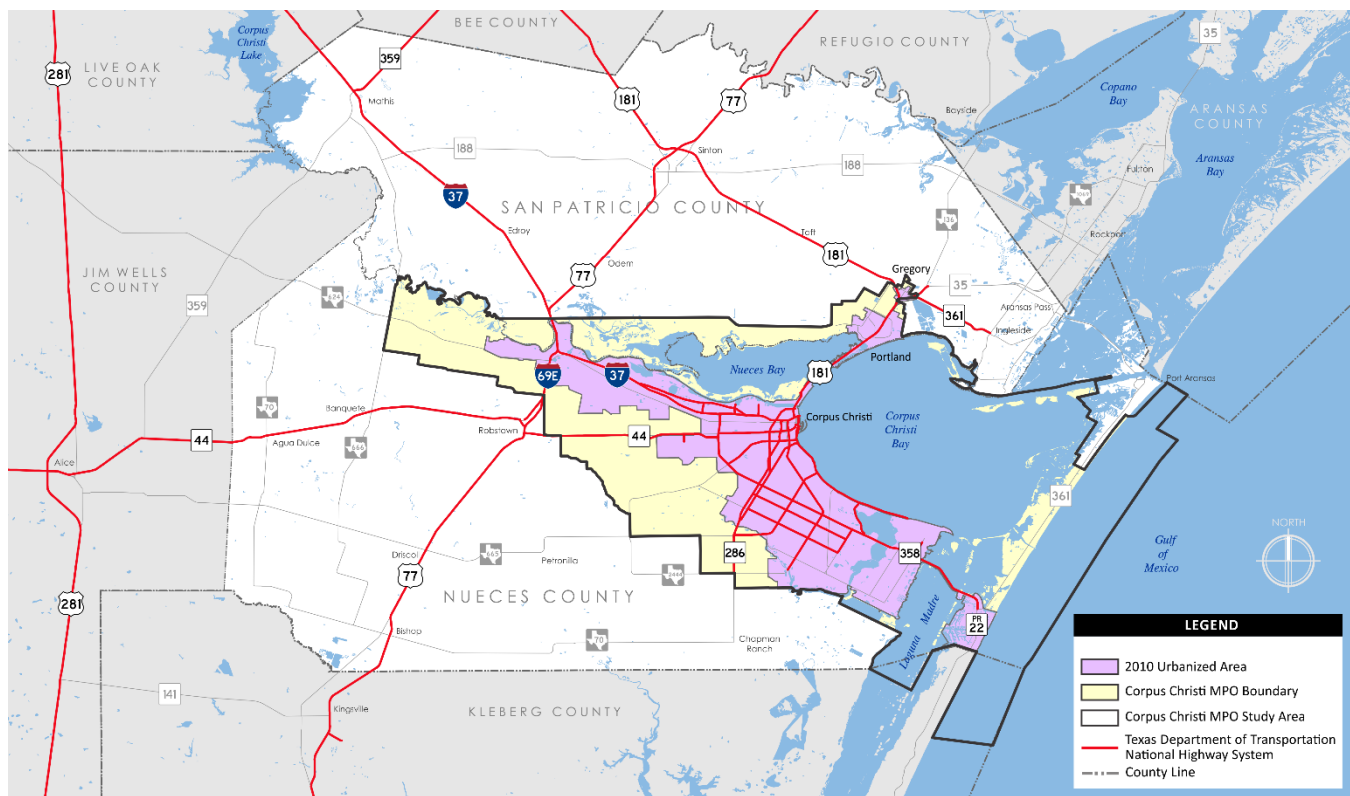 BEE COUNTY
REFUGIO COUNTY
35
Corpus
Christi
Lake
359
281
LIVE OAK
COUNTY
181
77
Copano
Bay
Mathis
Bayside
ARANSAS
COUNTY
188
Sinton
188
Fulton
Aransas
Bay
37
1069
SAN PATRICIO COUNTY
136
Rockport
Edroy
Taft
181
Odem
77
Gregory
JIM WELLS
COUNTY
359
624
35
Aransas Pass
361
Ingleside
Portland
Nueces Bay
69E
37
181
Port Aransas
70
Banquete
Corpus Christi
Corpus
Christi
Bay
44
Agua Dulce
Robstown
44
666
Alice
361
NORTH
Gulf
of
Mexico
Driscol
665
Petronilla
286
358
77
2444
281
NUECES COUNTY
Laguna Madre
PR
22
Bishop
70
Chapman
Ranch
141
Kingsville
KLEBERG COUNTY
LEGEND
2010 Urbanized Area
Corpus Christi MPO Boundary
Corpus Christi MPO Study Area
Texas Department of Transportation
National Highway System
County Line